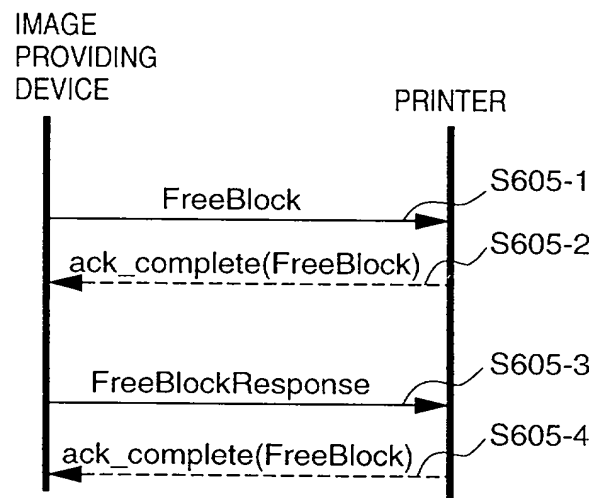 IMAGE
PROVIDING
DEVICE
PRINTER
S605-1
FreeBlock
S605-2
ack_complete(FreeBlock)
S605-3
FreeBlockResponse
S605-4
ack_complete(FreeBlock)